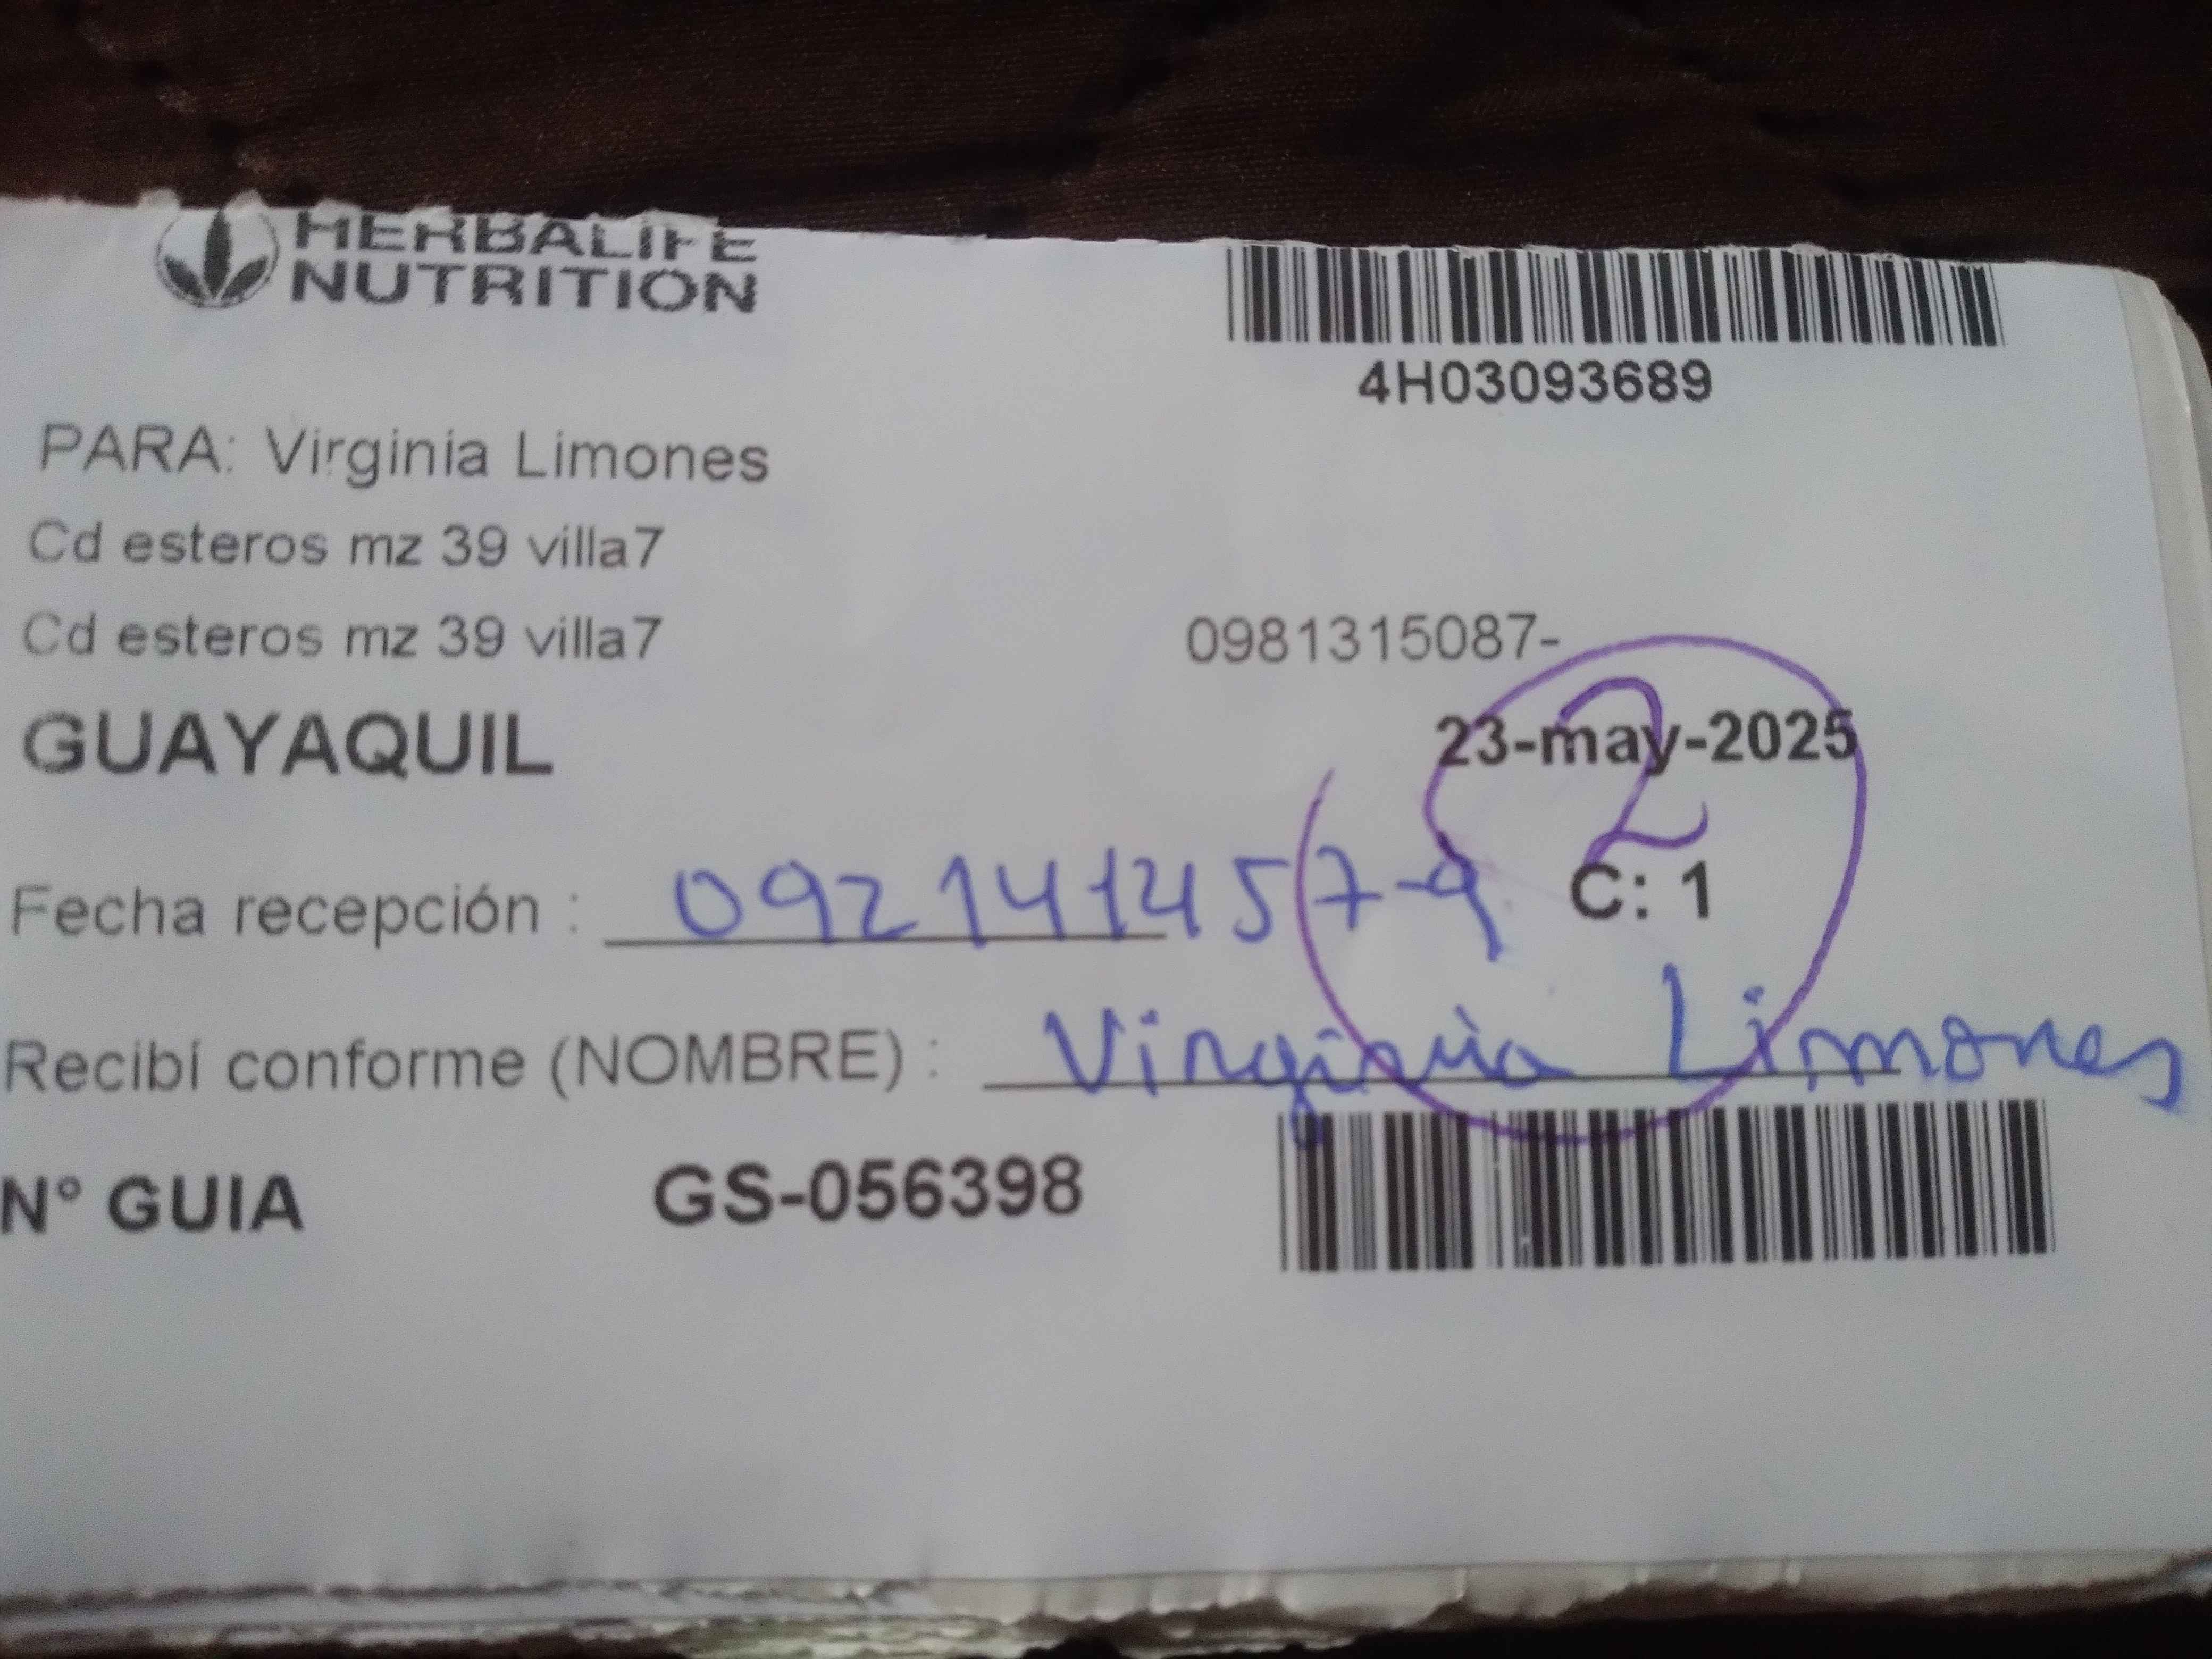 HERBALIFE
NUTRITION
4H03093689
PARA: Virginia Limones
Cd esteros mz 39 villa7
Cd esteros mz 39 villa7
0981315087-
GUAYAQUIL
23-may-2025
2
Fecha recepción : 092141457-9
C: 1
Recibí conforme (NOMBRE) : Virginia Limones
N° GUIA GS-056398